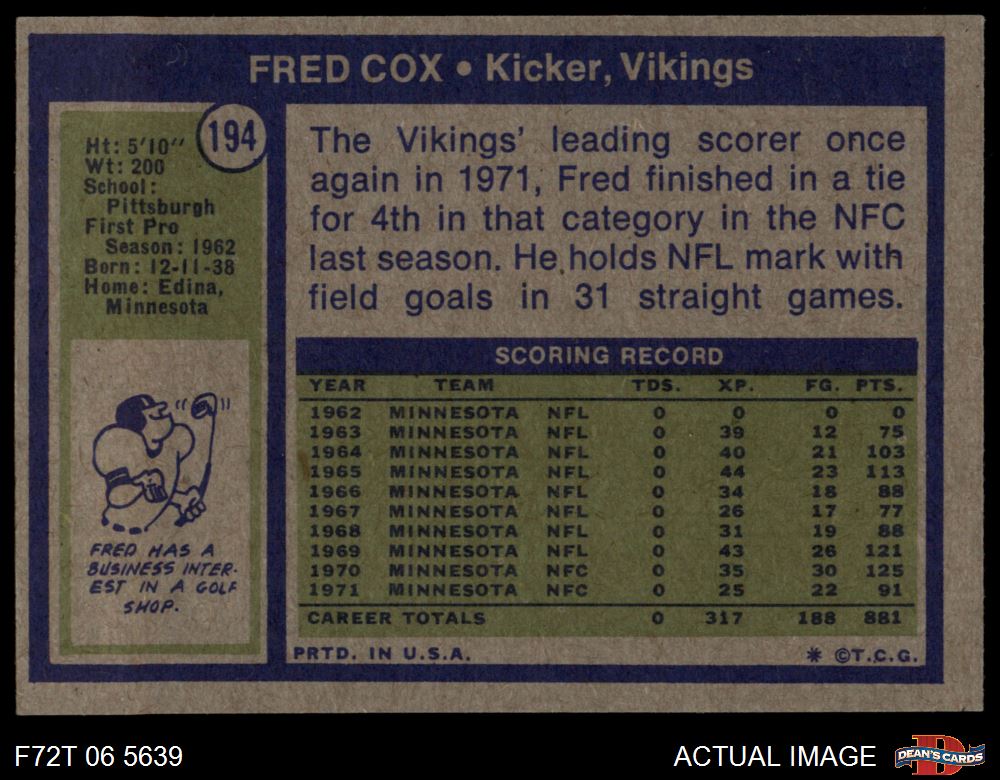 FRED COX • Kicker, Vikings
194
Ht: 5'10"
Wt: 200
School:
Pittsburgh
First Pro
Season: 1962
Born: 12-11-38
Home: Edina,
Minnesota
FRED HAS A
BUSINESS INTER-
EST IN A GOLF
SHOP.
The Vikings' leading scorer once
again in 1971, Fred finished in a tie
for 4th in that category in the NFC
last season. He holds NFL mark with
field goals in 31 straight games.
SCORING RECORD
YEAR TEAM TDS. XP. FG. PTS.
1962 MINNESOTA NFL 0 0 0 0
1963 MINNESOTA NFL 0 39 12 75
1964 MINNESOTA NFL 0 40 21 103
1965 MINNESOTA NFL 0 44 23 113
1966 MINNESOTA NFL 0 34 18 88
1967 MINNESOTA NFL 0 26 17 77
1968 MINNESOTA NFL 0 31 19 88
1969 MINNESOTA NFL 0 43 26 121
1970 MINNESOTA NFC 0 35 30 125
1971 MINNESOTA NFC 0 25 22 91
CAREER TOTALS 0 317 188 881
PRTD. IN U.S.A. * ©T.C.G.
F72T 06 5639 ACTUAL IMAGE
D
DEAN'S CARDS